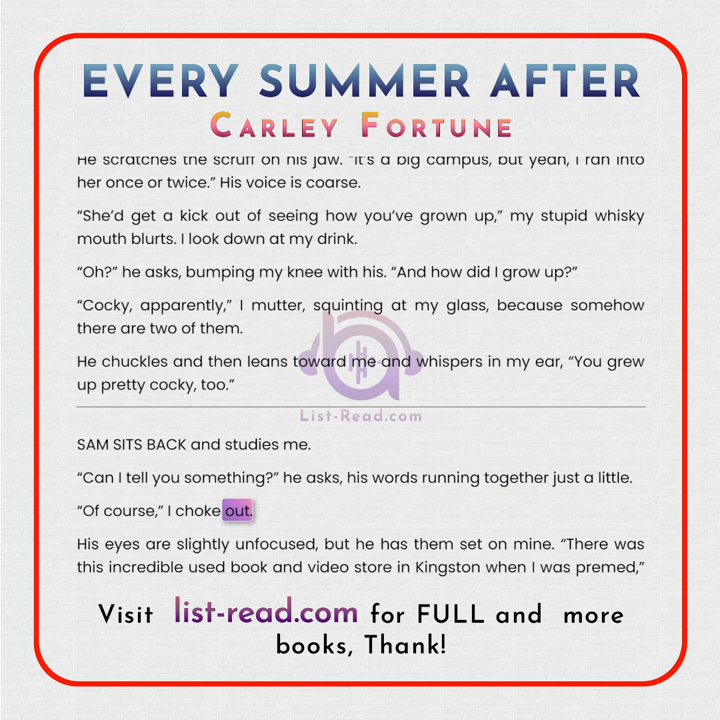 EVERY SUMMER AFTER
CARLEY FORTUNE
He scratches the scruff on his jaw. “It’s a big campus, but yeah, I ran into
her once or twice.” His voice is coarse.
“She’d get a kick out of seeing how you’ve grown up,” my stupid whisky
mouth blurts. I look down at my drink.
“Oh?” he asks, bumping my knee with his. “And how did I grow up?”
“Cocky, apparently,” I mutter, squinting at my glass, because somehow
there are two of them.
He chuckles and then leans toward me and whispers in my ear, “You grew
up pretty cocky, too.”
List-Read.com
SAM SITS BACK and studies me.
“Can I tell you something?” he asks, his words running together just a little.
“Of course,” I choke out.
His eyes are slightly unfocused, but he has them set on mine. “There was
this incredible used book and video store in Kingston when I was premed,”
Visit list-read.com for FULL and more
books, Thank!